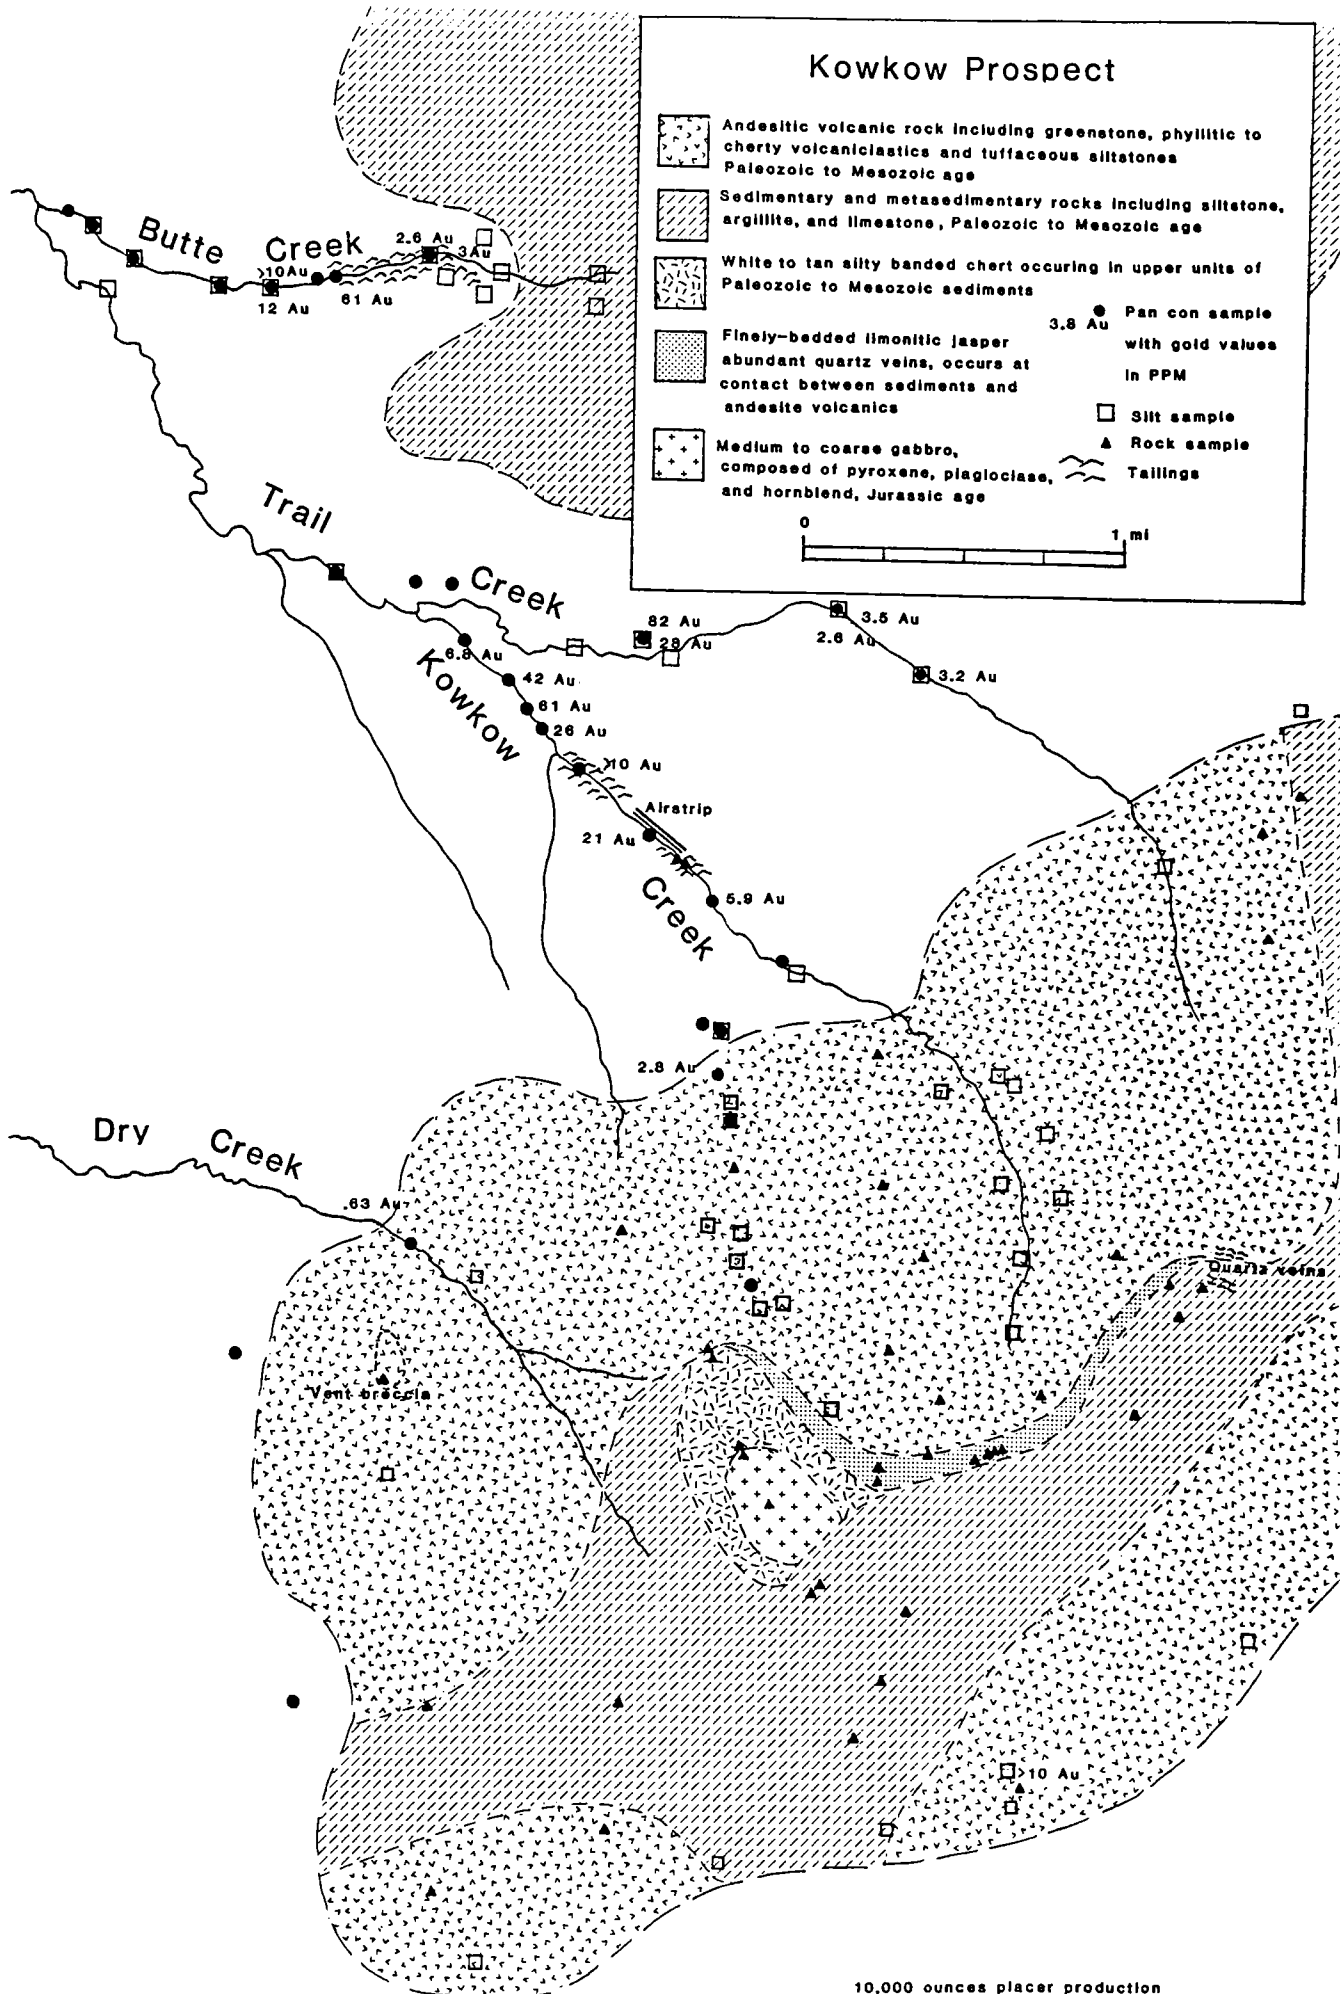 Kowkow Prospect
Andesitic volcanic rock including greenstone, phyllitic to
cherty volcaniclastics and tuffaceous siltstones
Paleozoic to Mesozoic age
Sedimentary and metasedimentary rocks including siltstone,
argillite, and limestone, Paleozoic to Mesozoic age
White to tan silty banded chert occuring in upper units of
Paleozoic to Mesozoic sediments
Finely-bedded limonitic jasper
abundant quartz veins, occurs at
contact between sediments and
andesite volcanics
Medium to coarse gabbro,
composed of pyroxene, plagioclase,
and hornblend, Jurassic age
3.8 Au
Pan con sample
with gold values
in PPM
Silt sample
Rock sample
Tailings
0
1 mi
Butte Creek
2.6 Au
3Au
>10Au
61 Au
12 Au
Trail
Creek
82 Au
28 Au
3.5 Au
2.6 Au
3.2 Au
6.8 Au
Kowkow
42 Au
61 Au
26 Au
>10 Au
Airstrip
21 Au
Creek
5.9 Au
2.8 Au
Dry Creek
.63 Au
Quartz veins
Vent breccia
>10 Au
10,000 ounces placer production